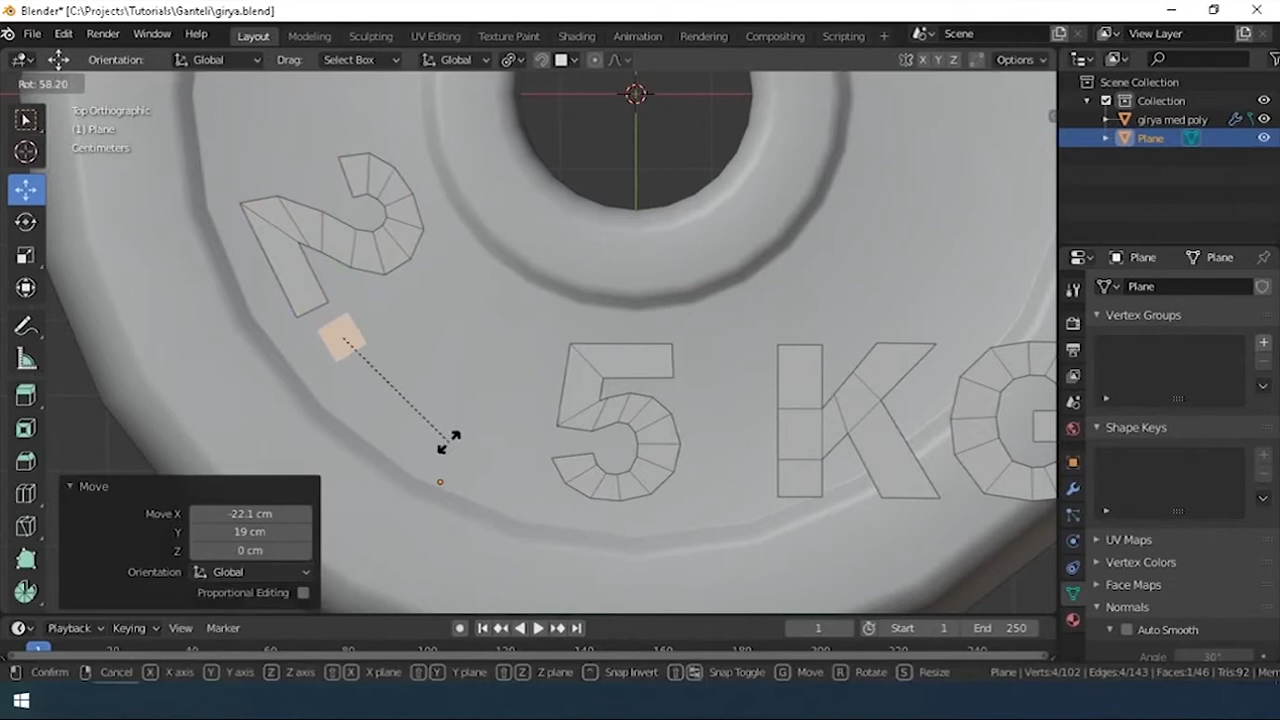 Blender* [C:\Projects\Tutorials\Ganteli\girya.blend]
File Edit Render Window Help Layout Modeling Sculpting UV Editing Texture Paint Shading Animation Rendering Compositing Scripting Scene View Layer
Orientation: Global Drag: Select Box Global X Y Z Options
Rot: 58.20
Top Orthographic
(1) Plane
Centimeters
Scene Collection
Collection
girya med poly
Plane
2
5 KG
Plane Plane
Plane
Vertex Groups
Shape Keys
UV Maps
Vertex Colors
Face Maps
Normals
Auto Smooth
Angle 30°
Move
Move X -22.1 cm
Y 19 cm
Z 0 cm
Orientation Global
Proportional Editing
Playback Keying View Marker 1 Start 1 End 250
Confirm Cancel X X axis Y Y axis Z Z axis X X plane Y Y plane Z Z plane Snap Invert Snap Toggle G Move R Rotate S Resize Plane | Verts:4/102 | Edges:4/143 | Faces:1/46 | Tris:92 | Mem